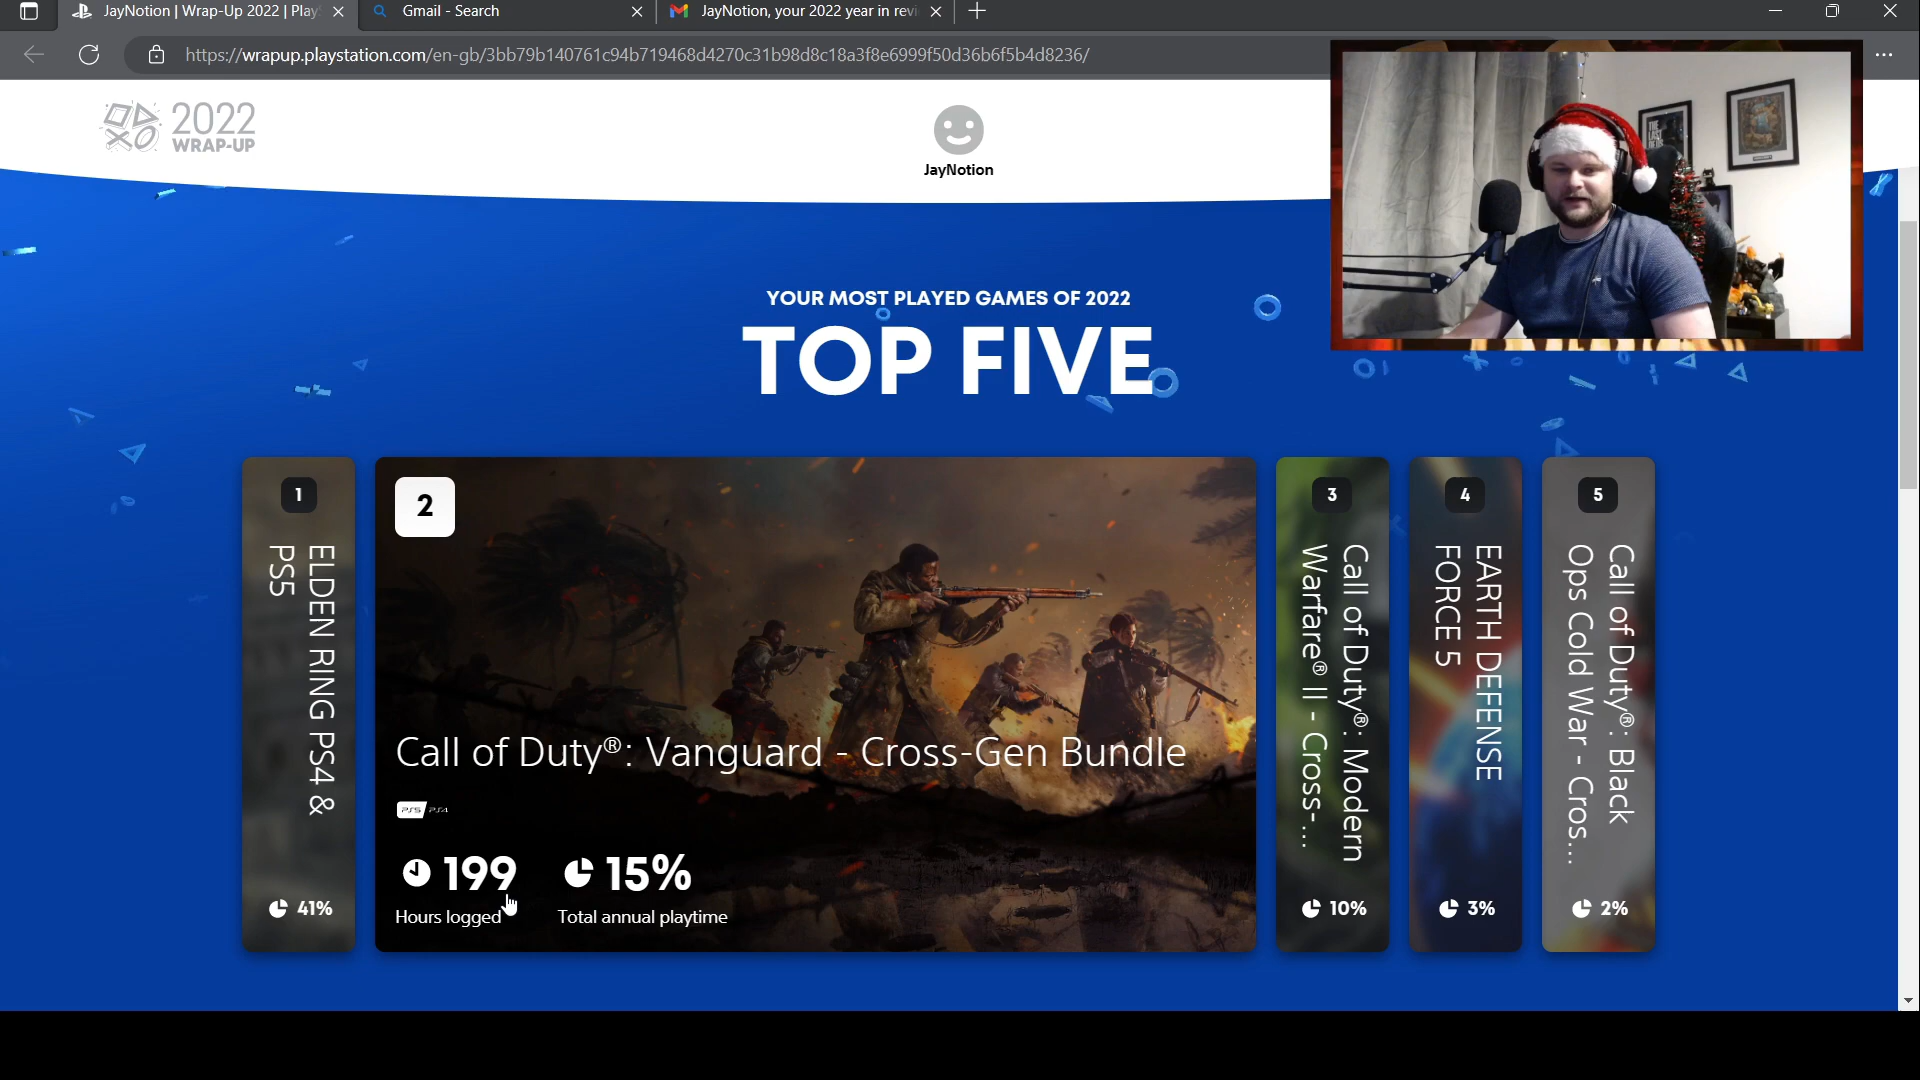 JayNotion | Wrap-Up 2022 | Play
Gmail - Search
JayNotion, your 2022 year in revi
https://wrapup.playstation.com/en-gb/3bb79b140761c94b719468d4270c31b98d8c18a3f8e6999f50d36b6f5b4d8236/
2022
WRAP-UP
JayNotion
THE
LAST
YOUR MOST PLAYED GAMES OF 2022
TOP FIVE
1
ELDEN RING PS4 &
PS5
41%
2
Call of Duty®: Vanguard - Cross-Gen Bundle
PS5 PS4
199
Hours logged
15%
Total annual playtime
3
Call of Duty®: Modern
Warfare® II - Cross-...
10%
4
EARTH DEFENSE
FORCE 5
3%
5
Call of Duty®: Black
Ops Cold War - Cros...
2%